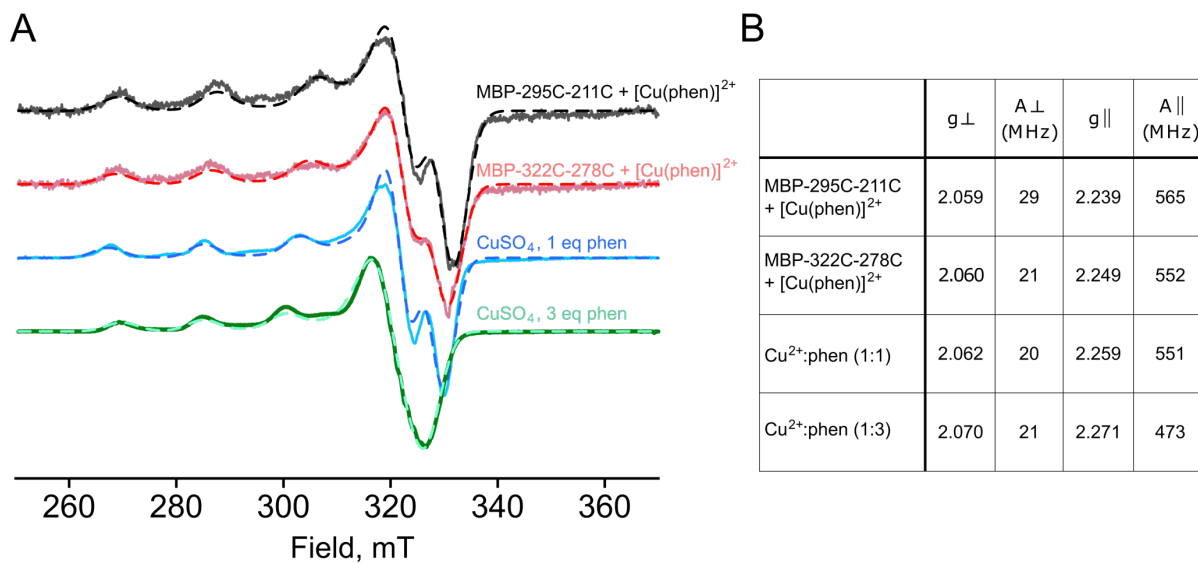 A
B
MBP-295C-211C + [Cu(phen)]²⁺
MBP-322C-278C + [Cu(phen)]²⁺
CuSO₄, 1 eq phen
CuSO₄, 3 eq phen
260 280 300 320 340 360
Field, mT
g⊥ A⊥ (MHz) g‖ A‖ (MHz)
MBP-295C-211C
+ [Cu(phen)]²⁺ 2.059 29 2.239 565
MBP-322C-278C
+ [Cu(phen)]²⁺ 2.060 21 2.249 552
Cu²⁺:phen (1:1) 2.062 20 2.259 551
Cu²⁺:phen (1:3) 2.070 21 2.271 473